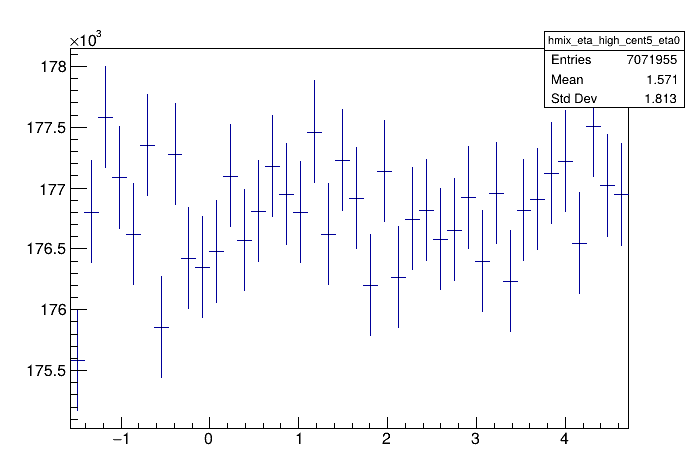 ×10³
hmix_eta_high_cent5_eta0
Entries 7071955
Mean 1.571
Std Dev 1.813
178
177.5
177
176.5
176
175.5
−1 0 1 2 3 4